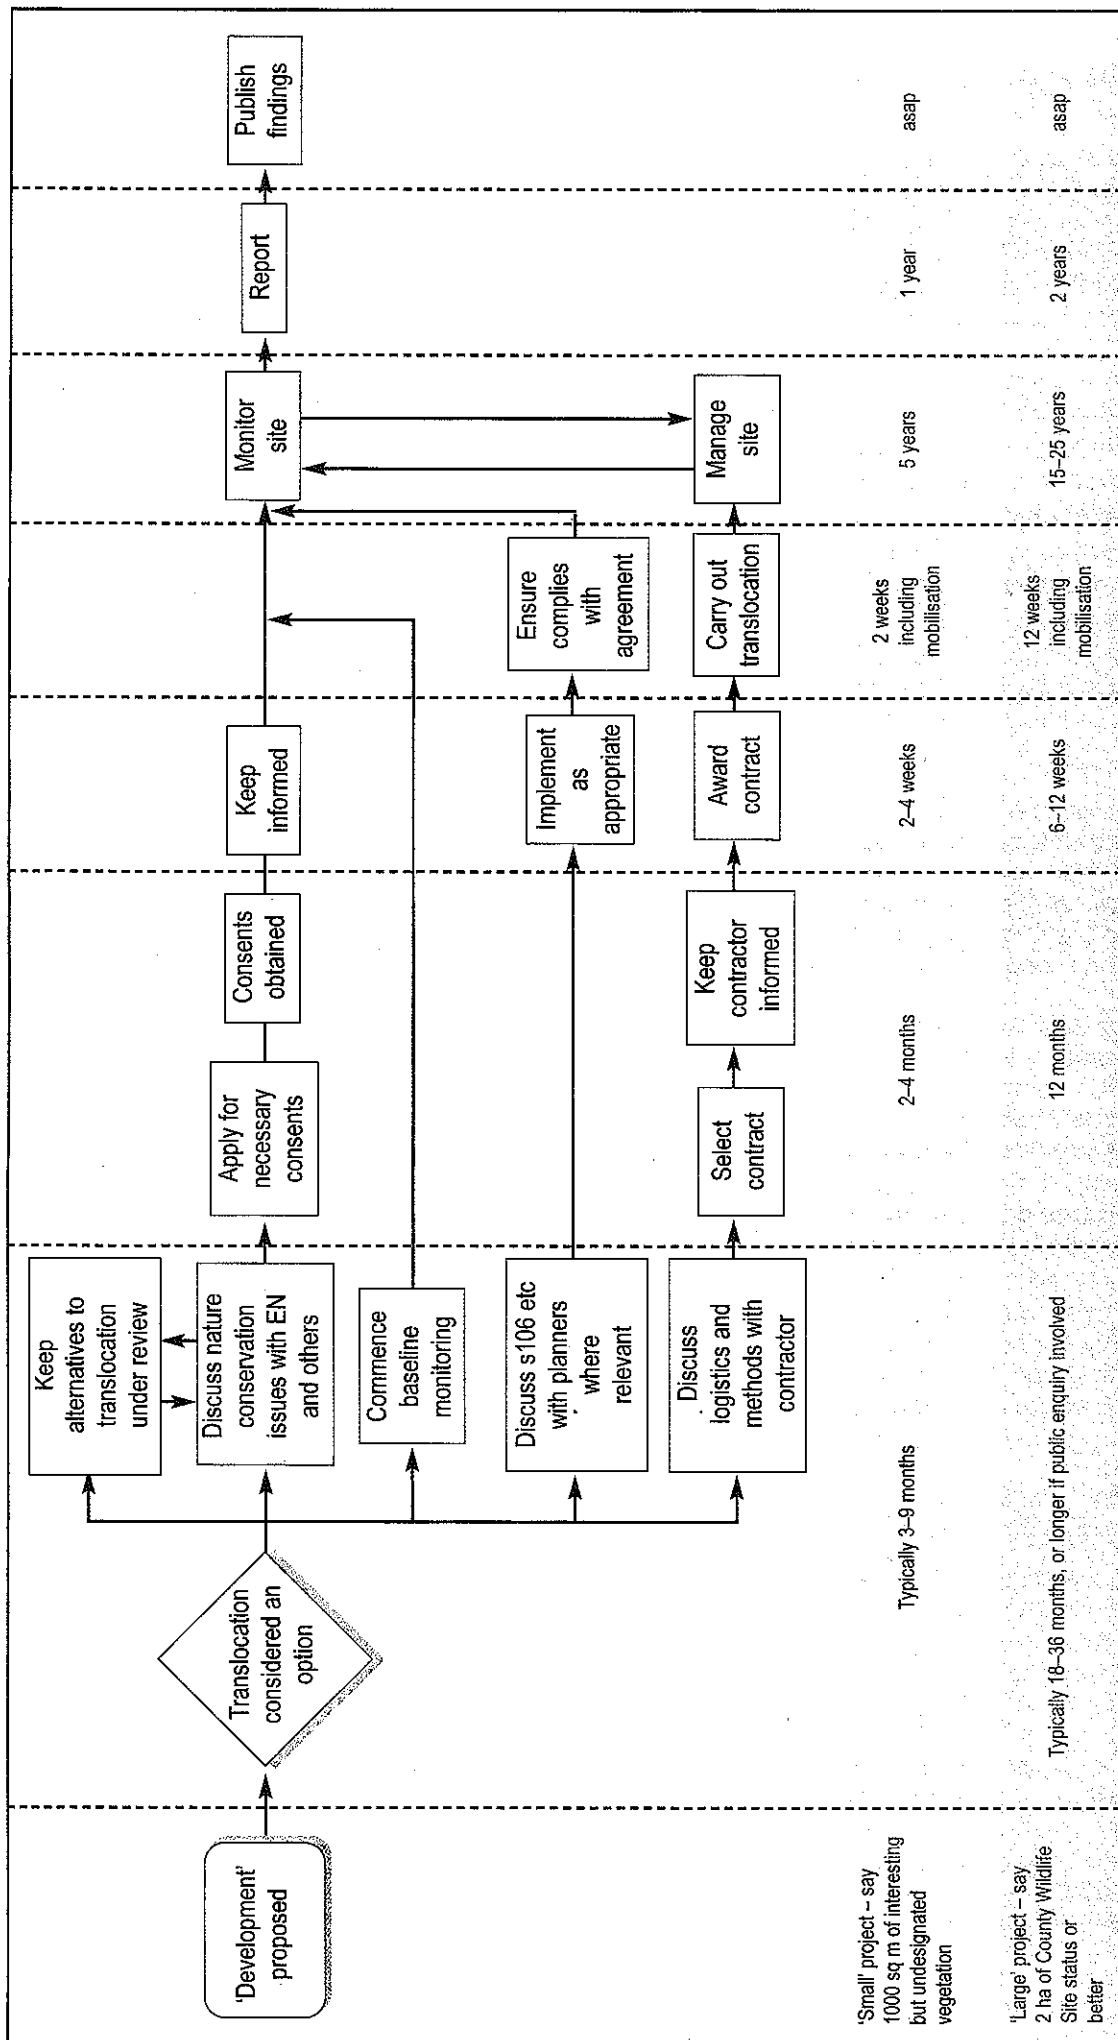 'Development'
proposed
Translocation
considered an
option
Keep
alternatives to
translocation
under review
Discuss nature
conservation
issues with EN
and others
Commence
baseline
monitoring
Discuss s106 etc
with planners
where
relevant
Discuss
logistics and
methods with
contractor
Apply for
necessary
consents
Consents
obtained
Select
contract
Keep
contractor
informed
Keep
informed
Implement
as
appropriate
Award
contract
Ensure
complies
with
agreement
Carry out
translocation
Monitor
site
Manage
site
Report
Publish
findings
'Small' project – say
1000 sq m of interesting
but undesignated
vegetation
Typically 3–9 months
2–4 months
2–4 weeks
2 weeks
including
mobilisation
5 years
1 year
asap
'Large' project – say
2 ha of County Wildlife
Site status or
better
Typically 18–36 months, or longer if public enquiry involved
12 months
6–12 weeks
12 weeks
including
mobilisation
15–25 years
2 years
asap